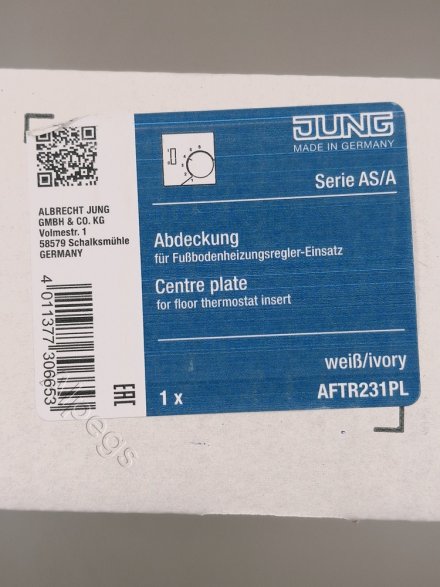 JUNG
MADE IN GERMANY
Serie AS/A
ALBRECHT JUNG
GMBH & CO. KG
Volmestr. 1
58579 Schalksmühle
GERMANY
Abdeckung
für Fußbodenheizungsregler-Einsatz
Centre plate
for floor thermostat insert
4 011377 306653
EAC
weiß/ivory
1 x
AFTR231PL